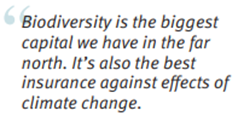 “Biodiversity is the biggest
capital we have in the far
north. It’s also the best
insurance against effects of
climate change.